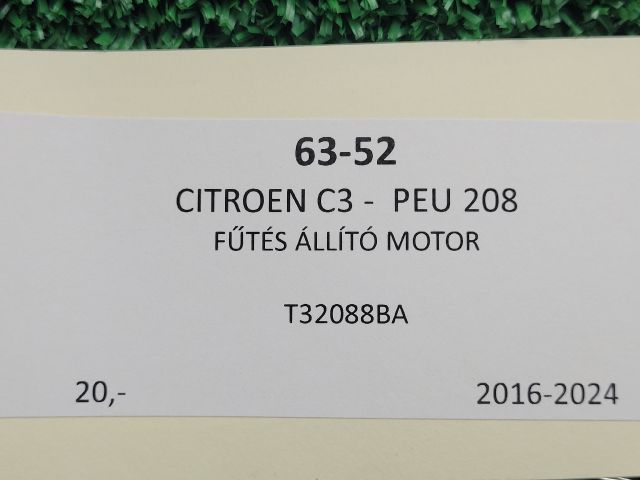 63-52
CITROEN C3 - PEU 208
FŰTÉS ÁLLÍTÓ MOTOR
T32088BA
20,- 2016-2024